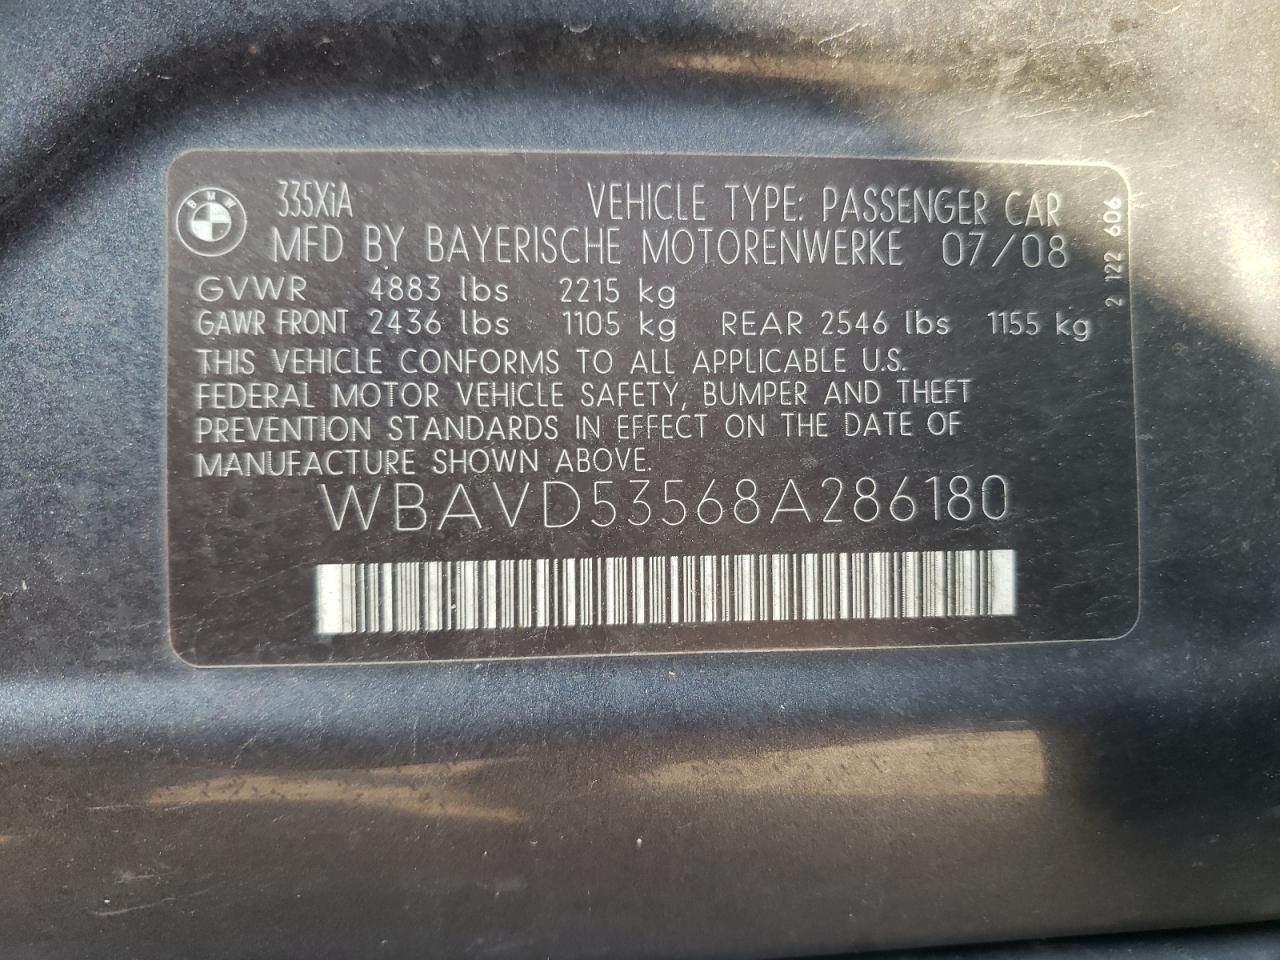 BMW
335XiA VEHICLE TYPE: PASSENGER CAR
MFD BY BAYERISCHE MOTORENWERKE 07/08
GVWR 4883 lbs 2215 kg
GAWR FRONT 2436 lbs 1105 kg REAR 2546 lbs 1155 kg
THIS VEHICLE CONFORMS TO ALL APPLICABLE U.S.
FEDERAL MOTOR VEHICLE SAFETY, BUMPER AND THEFT
PREVENTION STANDARDS IN EFFECT ON THE DATE OF
MANUFACTURE SHOWN ABOVE.
WBAVD53568A286180
2 122 606